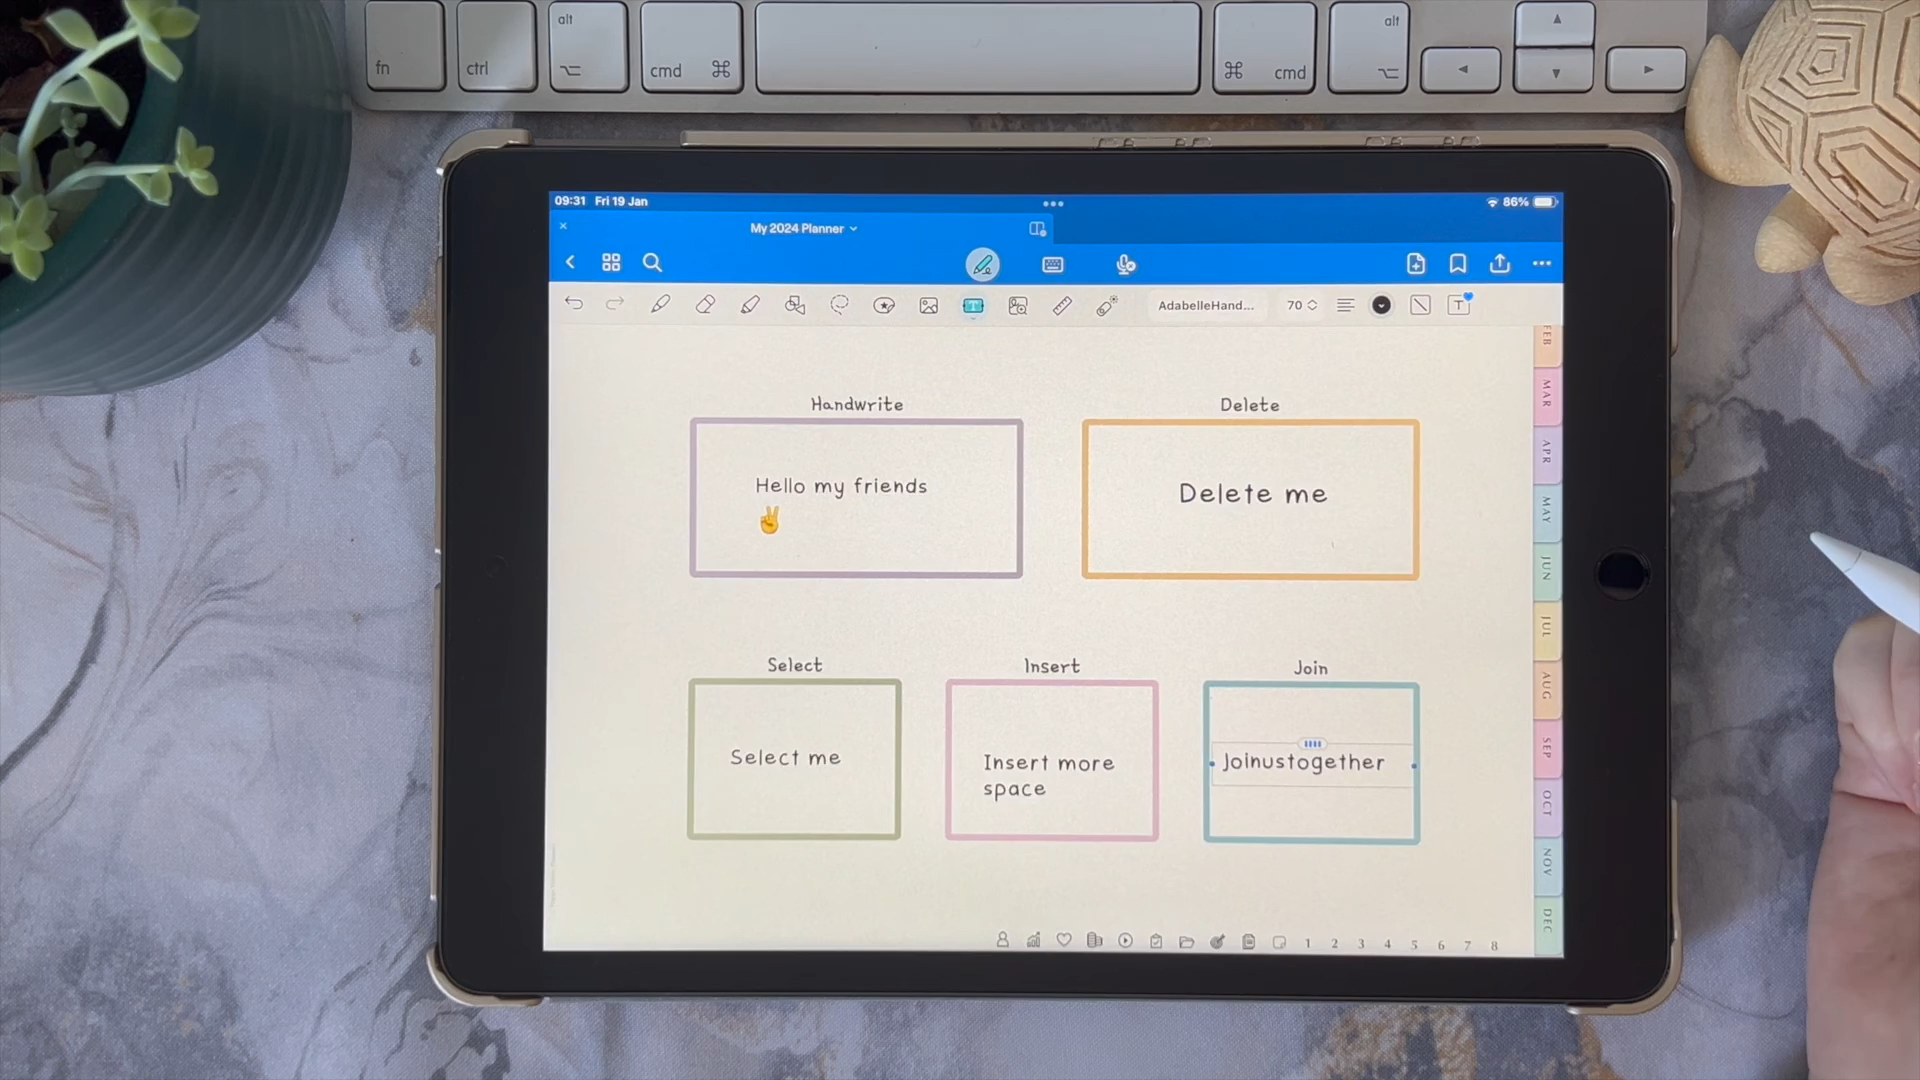 alt
alt
fn
ctrl
cmd ⌘
⌘ cmd
09:31 Fri 19 Jan
86%
My 2024 Planner
AdabelleHand...
70
T
FEB
MAR
APR
MAY
JUN
JUL
AUG
SEP
OCT
NOV
DEC
Handwrite
Delete
Hello my friends
✌️
Delete me
Select
Insert
Join
Select me
Insert more
space
Joinustogether
1 2 3 4 5 6 7 8